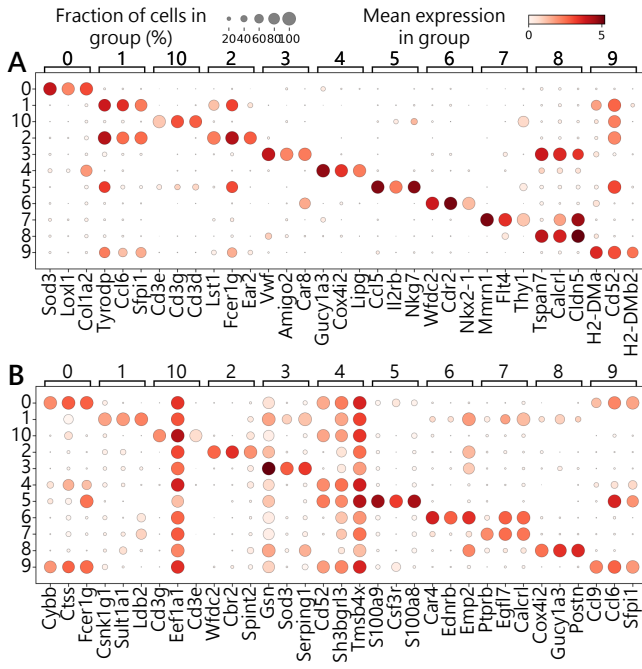 Fraction of cells in
group (%)
20 40 60 80 100
Mean expression
in group
0 5
A
0 1 10 2 3 4 5 6 7 8 9
0
1
10
2
3
4
5
6
7
8
9
Sod3 Loxl1 Col1a2 Tyrobp Ccl6 Sfpi1 Cd3e Cd3g Cd3d Lst1 Fcer1g Ear2 Vwf Amigo2 Car8 Gucy1a3 Cox4i2 Lipg Ccl5 Il2rb Nkg7 Wfdc2 Cdr2 Nkx2-1 Mmrn1 Flt4 Thy1 Tspan7 Calcrl Cldn5 H2-DMa Cd52 H2-DMb2
B
0 1 10 2 3 4 5 6 7 8 9
0
1
10
2
3
4
5
6
7
8
9
Cybb Ctss Fcer1g Csnk1g1 Sult1a1 Ldb2 Cd3g Eef1a1 Cd3e Wfdc2 Cbr2 Spint2 Gsn Sod3 Serping1 Cd52 Sh3bgrl3 Tmsb4x S100a9 Csf3r S100a8 Car4 Ednrb Emp2 Ptprb Egfl7 Calcrl Cox4i2 Gucy1a3 Postn Ccl9 Ccl6 Sfpi1